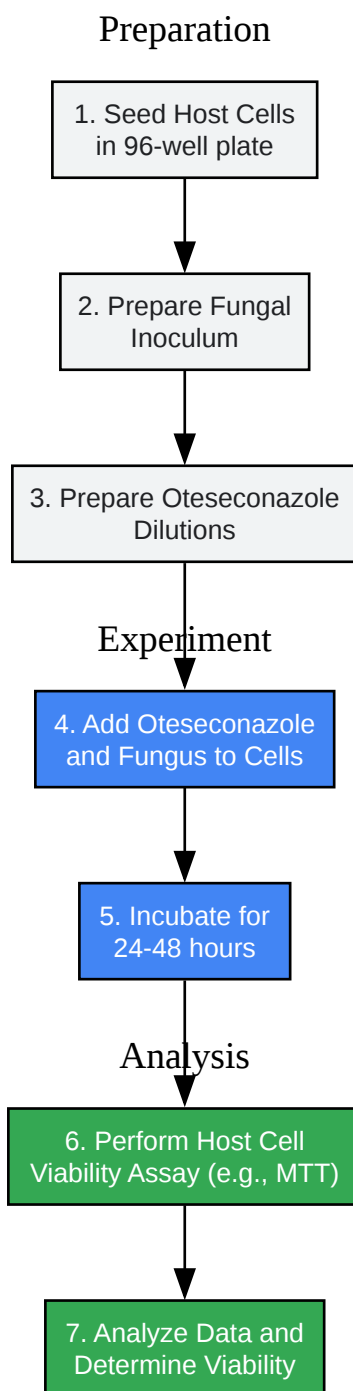 Preparation
1. Seed Host Cells
in 96-well plate
2. Prepare Fungal
Inoculum
3. Prepare Oteseconazole
Dilutions
Experiment
4. Add Oteseconazole
and Fungus to Cells
5. Incubate for
24-48 hours
Analysis
6. Perform Host Cell
Viability Assay (e.g., MTT)
7. Analyze Data and
Determine Viability